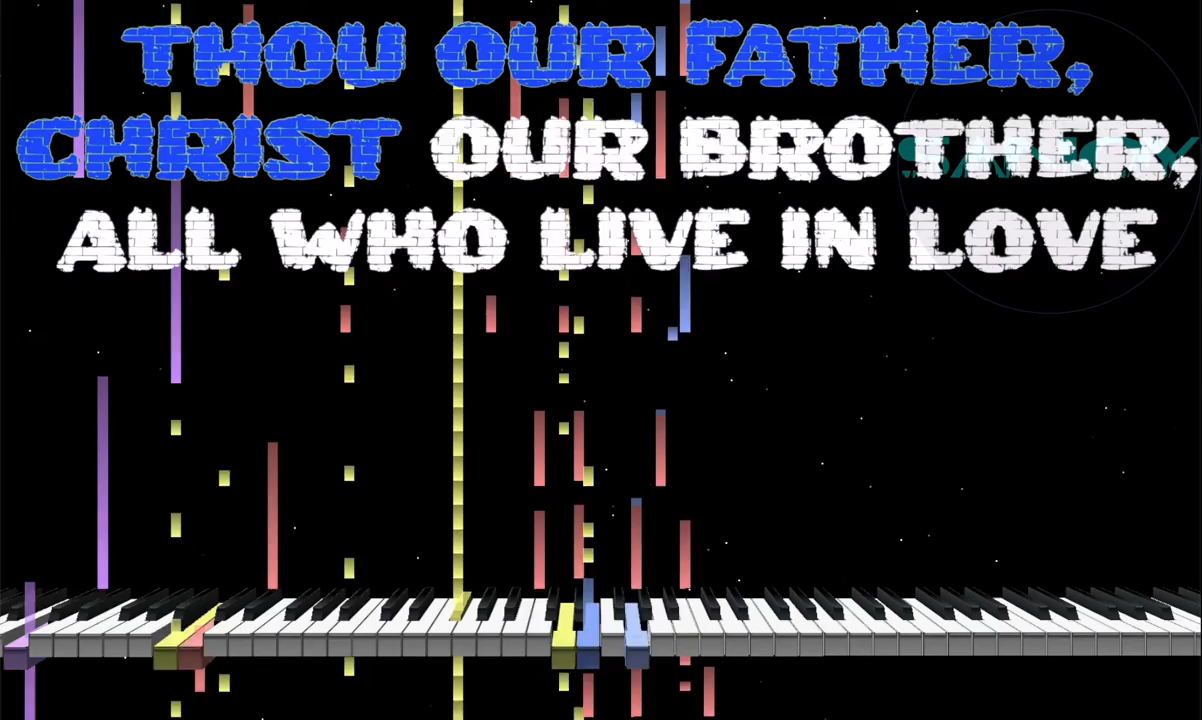 THOU OUR FATHER,
CHRIST OUR BROTHER,
ALL WHO LIVE IN LOVE